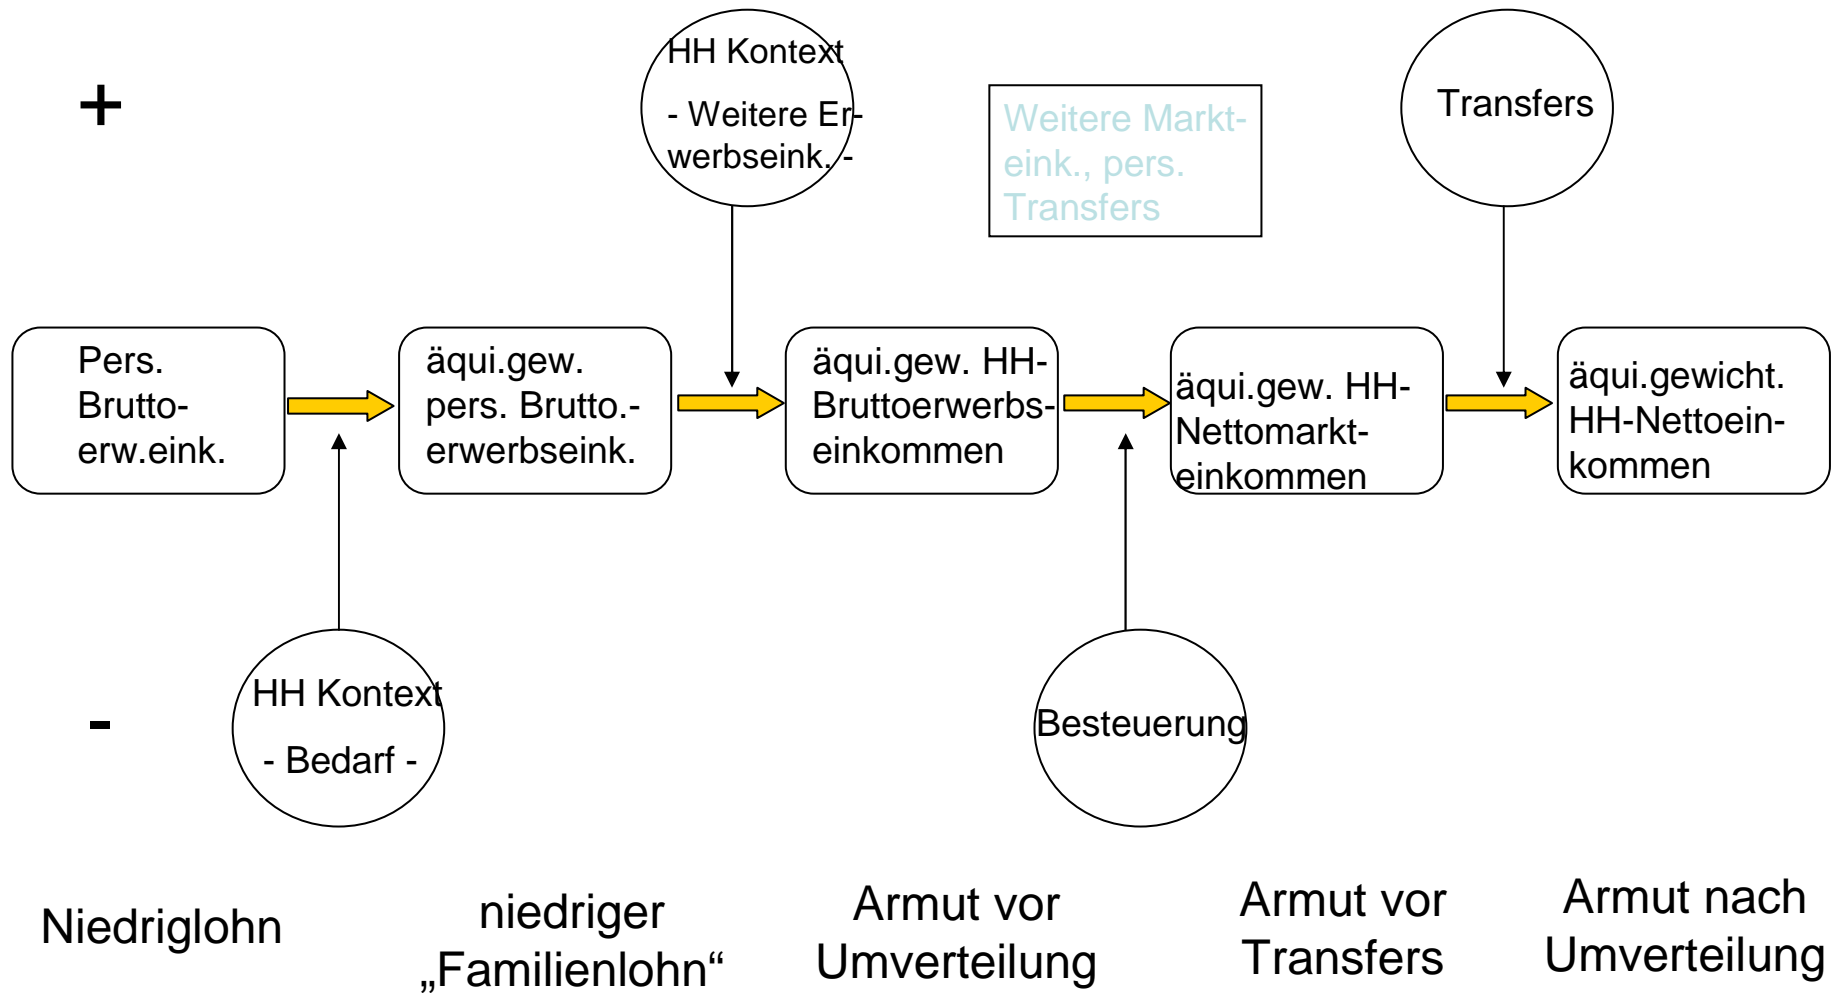 +
HH Kontext
- Weitere Er-
werbseink. -
Weitere Markt-
eink., pers.
Transfers
Transfers
Pers.
Brutto-
erw.eink.
äqui.gew.
pers. Brutto.-
erwerbseink.
äqui.gew. HH-
Bruttoerwerbs-
einkommen
äqui.gew. HH-
Nettomarkt-
einkommen
äqui.gewicht.
HH-Nettoein-
kommen
-
HH Kontext
- Bedarf -
Besteuerung
Niedriglohn
niedriger
„Familienlohn“
Armut vor
Umverteilung
Armut vor
Transfers
Armut nach
Umverteilung